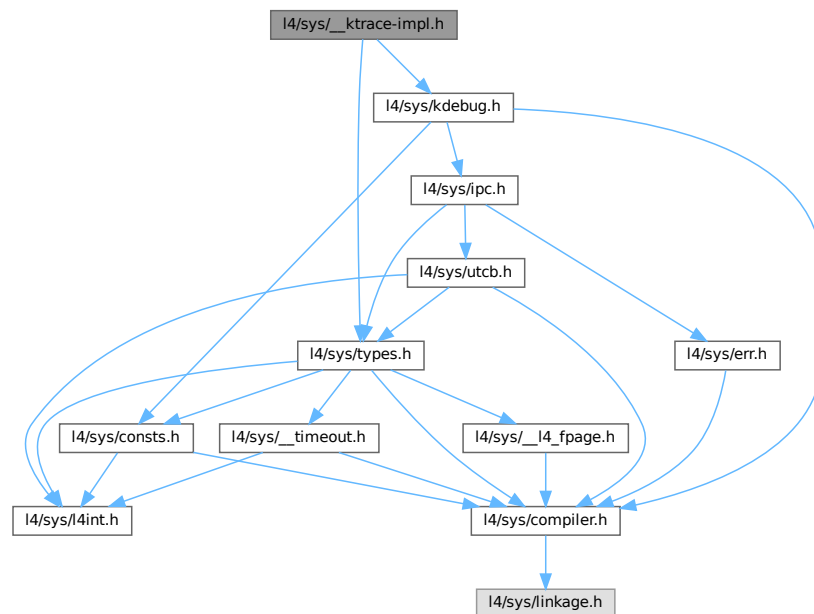 l4/sys/__ktrace-impl.h
l4/sys/kdebug.h
l4/sys/ipc.h
l4/sys/utcb.h
l4/sys/types.h
l4/sys/err.h
l4/sys/consts.h
l4/sys/__timeout.h
l4/sys/__l4_fpage.h
l4/sys/l4int.h
l4/sys/compiler.h
l4/sys/linkage.h